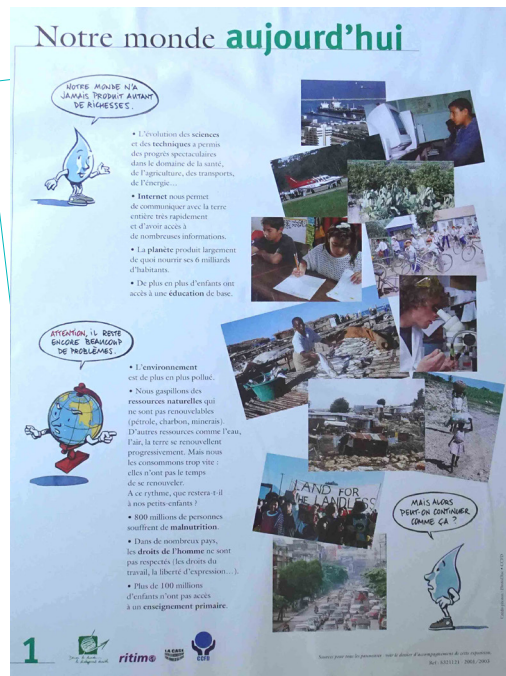 Notre monde aujourd'hui
NOTRE MONDE N'A
JAMAIS PRODUIT AUTANT
DE RICHESSES.
• L'évolution des sciences
et des techniques a permis
des progrès spectaculaires
dans le domaine de la santé,
de l'agriculture, des transports,
de l'énergie...
• Internet nous permet
de communiquer avec la terre
entière très rapidement
et d'avoir accès à
de nombreuses informations.
• La planète produit largement
de quoi nourrir ses 6 milliards
d'habitants.
• De plus en plus d'enfants ont
accès à une éducation de base.
ATTENTION, IL RESTE
ENCORE BEAUCOUP
DE PROBLÈMES.
• L'environnement
est de plus en plus pollué.
• Nous gaspillons des
ressources naturelles qui
ne sont pas renouvelables
(pétrole, charbon, minerais).
D'autres ressources comme l'eau,
l'air, la terre se renouvellent
progressivement. Mais nous
les consommons trop vite :
elles n'ont pas le temps
de se renouveler.
A ce rythme, que restera-t-il
à nos petits-enfants ?
• 800 millions de personnes
souffrent de malnutrition.
• Dans de nombreux pays,
les droits de l'homme ne sont
pas respectés (les droits du
travail, la liberté d'expression...).
• Plus de 100 millions
d'enfants n'ont pas accès
à un enseignement primaire.
LAND FOR
THE LANDLESS
MAIS ALORS
PEUT-ON CONTINUER
COMME ÇA ?
1
ritimo
LA CASE
CCFD